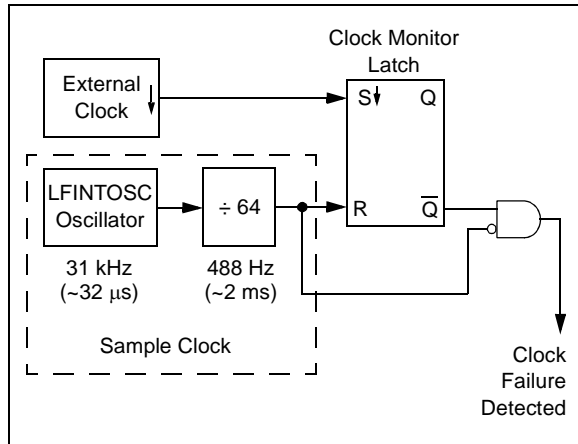 Clock Monitor
Latch
External
Clock
S
Q
LFINTOSC
Oscillator
÷ 64
R
Q
31 kHz
(~32 μs)
488 Hz
(~2 ms)
Sample Clock
Clock
Failure
Detected